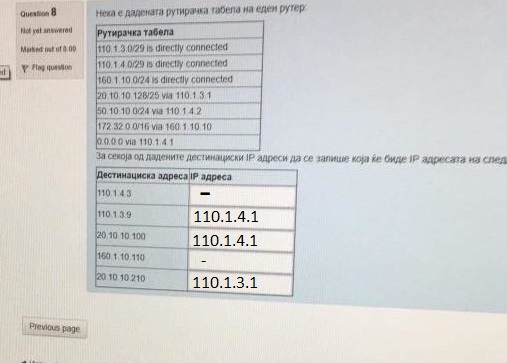 Question 8
Not yet answered
Marked out of 0.00
Flag question
ed
Нека е дадената рутирачка табела на еден рутер:
Рутирачка табела
110.1.3.0/29 is directly connected
110.1.4.0/29 is directly connected
160.1.10.0/24 is directly connected
20.10.10.128/25 via 110.1.3.1
50.10.10.0/24 via 110.1.4.2
172.32.0.0/16 via 160.1.10.10
0.0.0.0 via 110.1.4.1
За секоја од дадените дестинациски IP адреси да се запише која ќе биде IP адресата на след
Дестинациска адреса IP адреса
110.1.4.3 –
110.1.3.9 110.1.4.1
20.10.10.100 110.1.4.1
160.1.10.110 -
20.10.10.210 110.1.3.1
Previous page